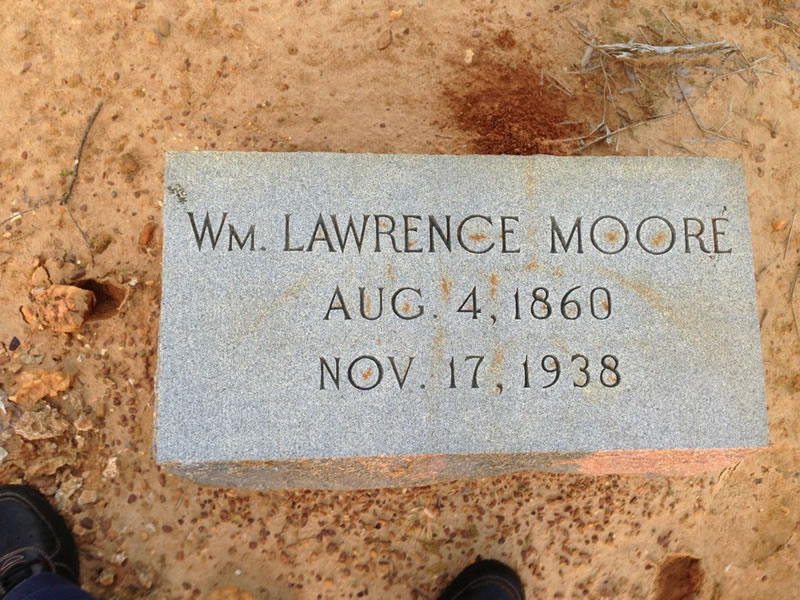 WM. LAWRENCE MOORE
AUG. 4, 1860
NOV. 17, 1938